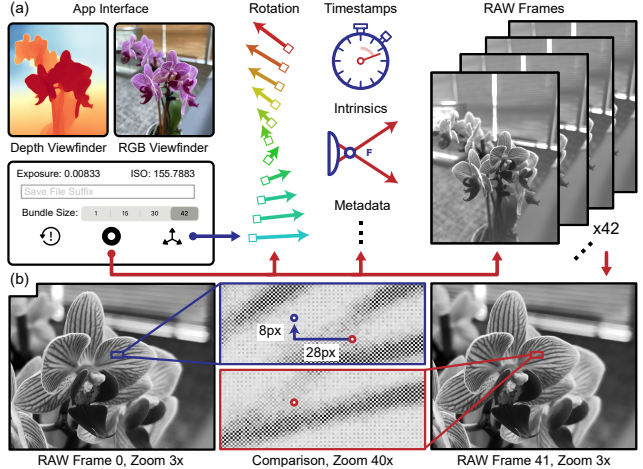 (a)
App Interface
Rotation
Timestamps
RAW Frames
Intrinsics
F
Depth Viewfinder
RGB Viewfinder
Exposure: 0.00833
ISO: 155.7883
Save File Suffix
Bundle Size:
1
16
30
42
Metadata
x42
(b)
8px
28px
RAW Frame 0, Zoom 3x
Comparison, Zoom 40x
RAW Frame 41, Zoom 3x